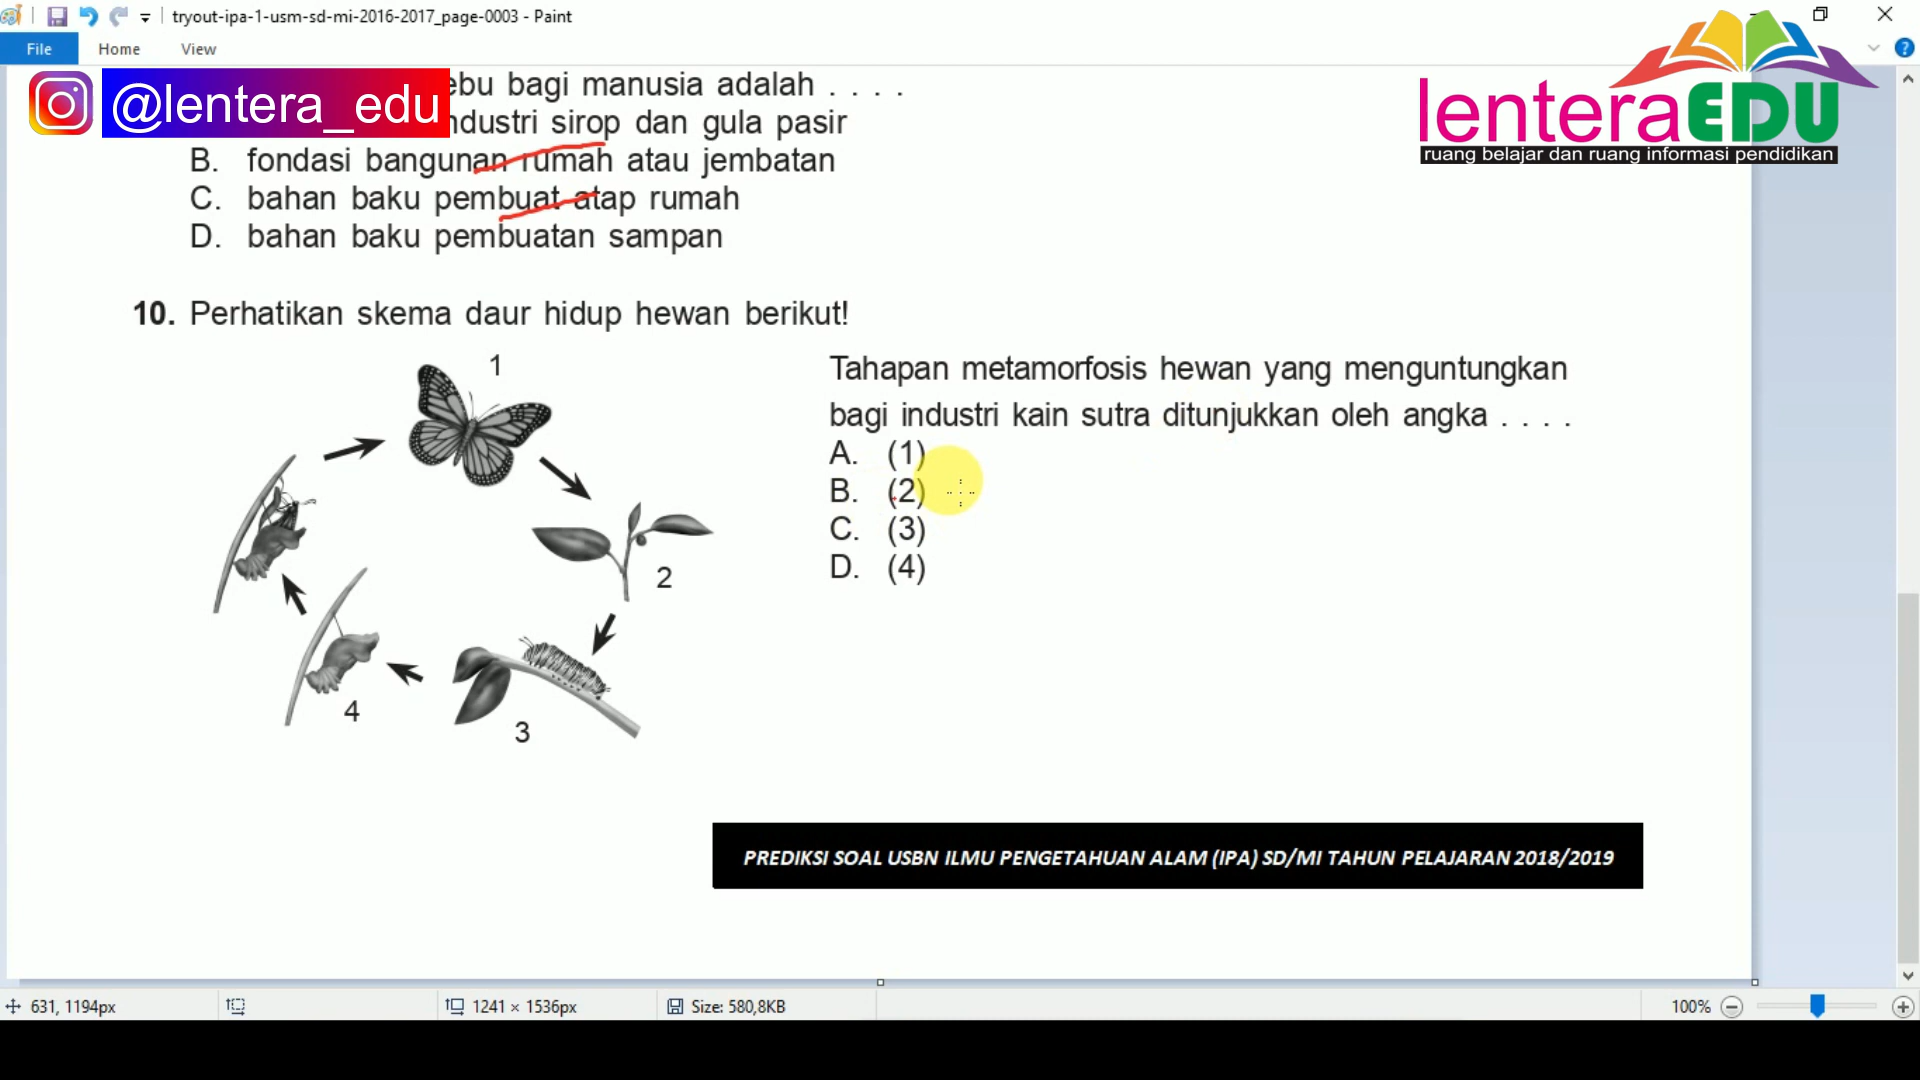 tryout-ipa-1-usm-sd-mi-2016-2017_page-0003 - Paint
File Home View
@lentera_edu
lenteraEDU
ruang belajar dan ruang informasi pendidikan
ebu bagi manusia adalah . . . .
ndustri sirop dan gula pasir
B. fondasi bangunan rumah atau jembatan
C. bahan baku pembuat atap rumah
D. bahan baku pembuatan sampan
10. Perhatikan skema daur hidup hewan berikut!
1
2
3
4
Tahapan metamorfosis hewan yang menguntungkan
bagi industri kain sutra ditunjukkan oleh angka . . . .
A. (1)
B. (2)
C. (3)
D. (4)
PREDIKSI SOAL USBN ILMU PENGETAHUAN ALAM (IPA) SD/MI TAHUN PELAJARAN 2018/2019
631, 1194px
1241 × 1536px
Size: 580,8KB
100%